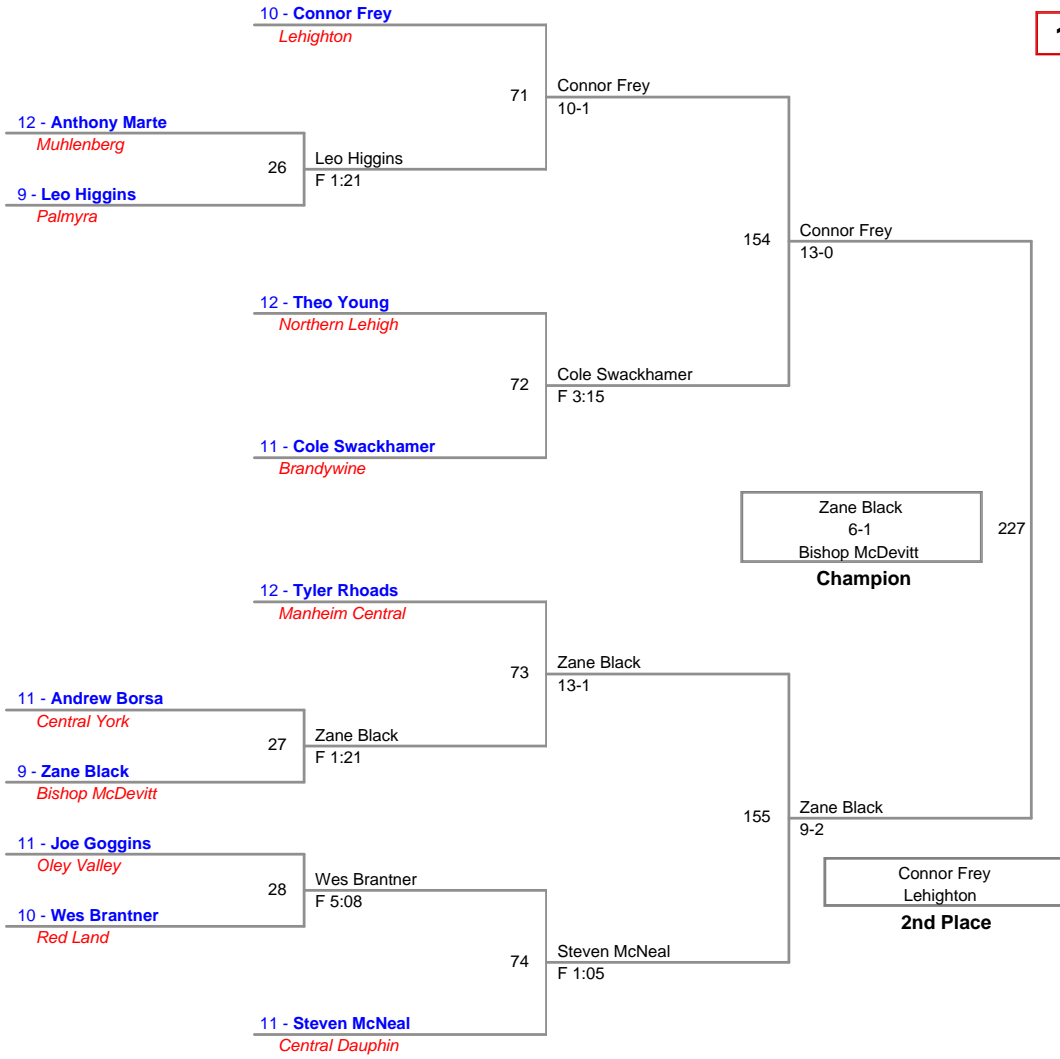 10 - Connor Frey
Lehighton
1
71
Connor Frey
10-1
12 - Anthony Marte
Muhlenberg
26
Leo Higgins
F 1:21
9 - Leo Higgins
Palmyra
154
Connor Frey
13-0
12 - Theo Young
Northern Lehigh
72
Cole Swackhamer
F 3:15
11 - Cole Swackhamer
Brandywine
Zane Black
6-1
Bishop McDevitt
227
Champion
12 - Tyler Rhoads
Manheim Central
73
Zane Black
13-1
11 - Andrew Borsa
Central York
27
Zane Black
F 1:21
9 - Zane Black
Bishop McDevitt
155
Zane Black
9-2
11 - Joe Goggins
Oley Valley
28
Wes Brantner
F 5:08
10 - Wes Brantner
Red Land
Connor Frey
Lehighton
2nd Place
74
Steven McNeal
F 1:05
11 - Steven McNeal
Central Dauphin